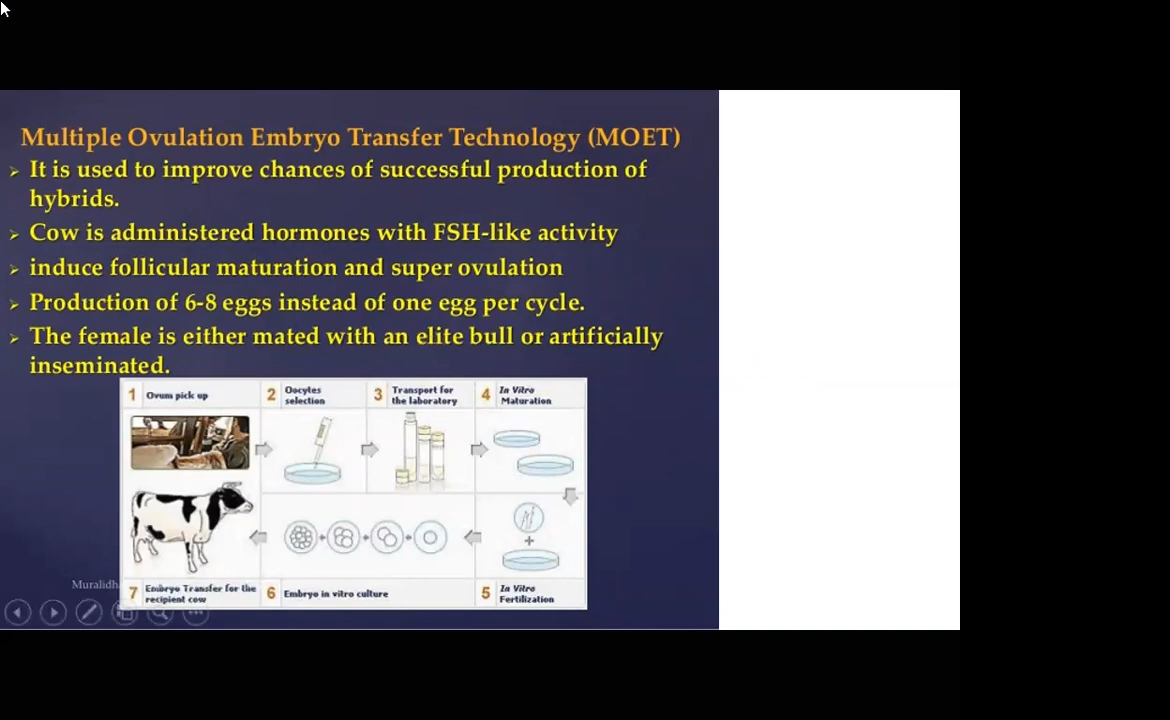 Multiple Ovulation Embryo Transfer Technology (MOET)
It is used to improve chances of successful production of
hybrids.
Cow is administered hormones with FSH-like activity
induce follicular maturation and super ovulation
Production of 6-8 eggs instead of one egg per cycle.
The female is either mated with an elite bull or artificially
inseminated.
1 Ovum pick up
2 Oocytes
selection
3 Transport for
the laboratory
4 In Vitro
Maturation
+
7 Embryo Transfer for the
recipient cow
6 Embryo in vitro culture
5 In Vitro
Fertilization